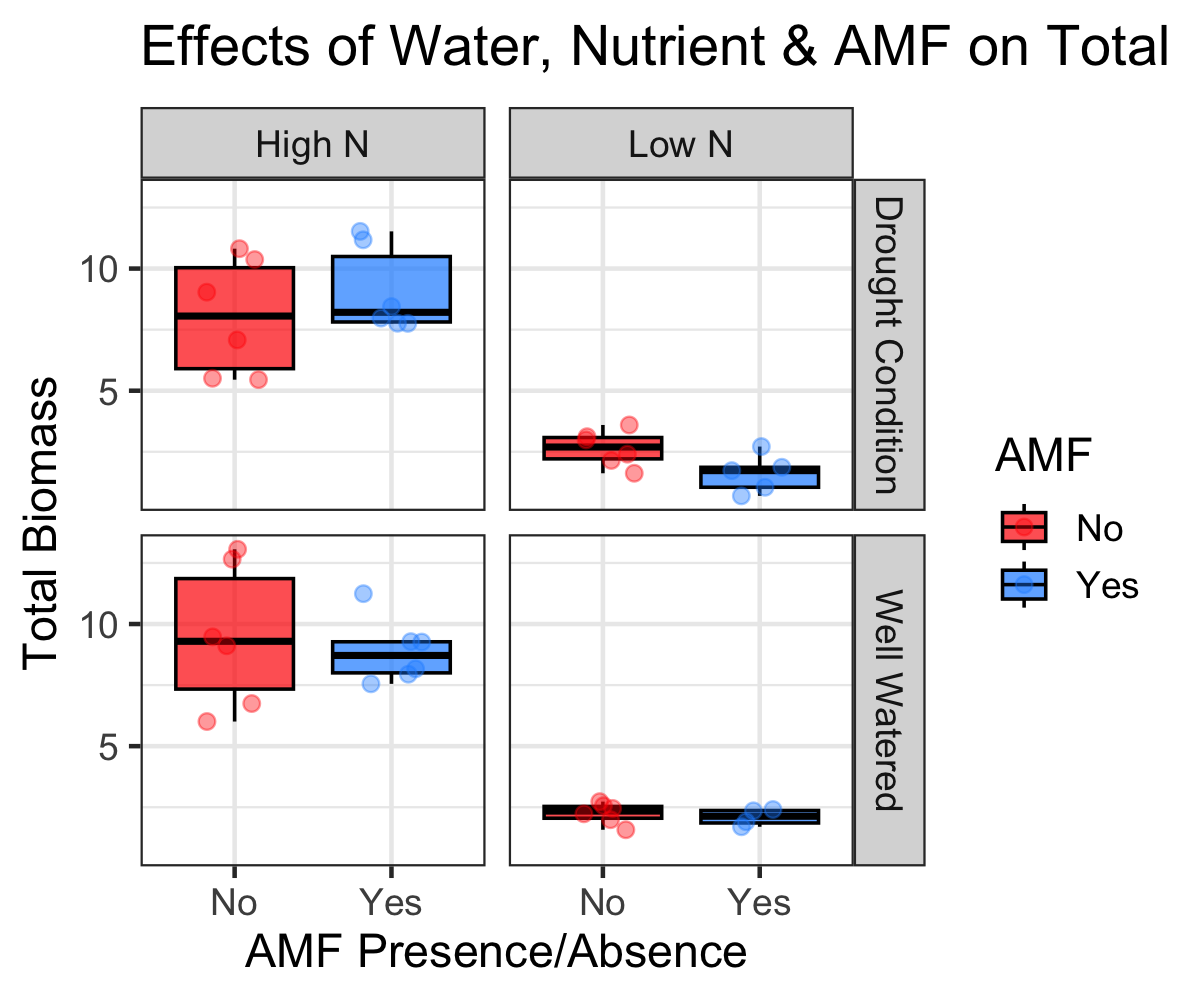 Effects of Water, Nutrient & AMF on Total
High N
Low N
Drought Condition
10
5
Well Watered
10
5
Total Biomass
No
Yes
No
Yes
AMF Presence/Absence
AMF
No
Yes